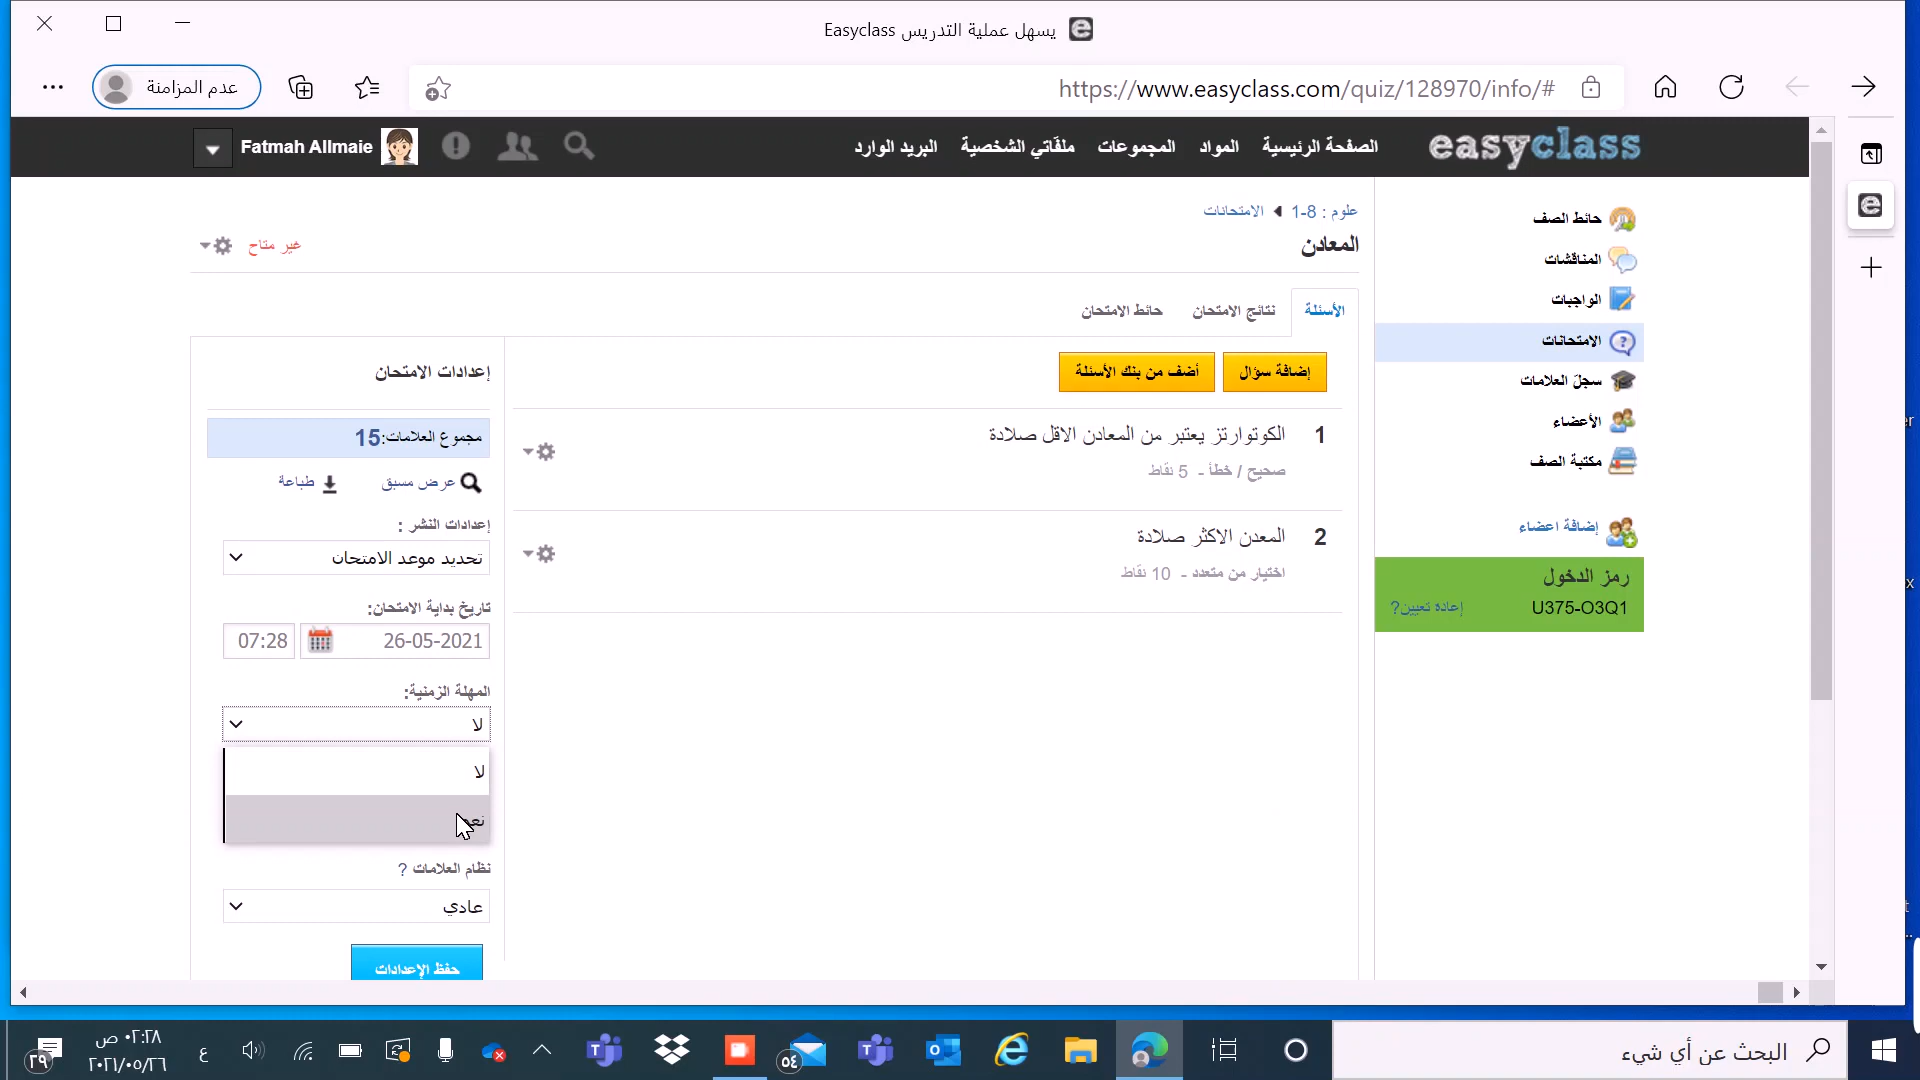 يسهل عملية التدريس Easyclass
عدم المزامنة
https://www.easyclass.com/quiz/128970/info/#
easyclass
الصفحة الرئيسية
المواد
المجموعات
ملفاتي الشخصية
البريد الوارد
Fatmah Allmaie
حائط الصف
المناقشات
الواجبات
الامتحانات
سجل العلامات
الأعضاء
مكتبة الصف
إضافة اعضاء
رمز الدخول
U375-O3Q1
إعادة تعيين?
علوم : 8-1
الامتحانات
المعادن
غير متاح
الأسئلة
نتائج الامتحان
حائط الامتحان
إضافة سؤال
أضف من بنك الأسئلة
1 الكوتوارتز يعتبر من المعادن الاقل صلادة
صحيح / خطأ - 5 نقاط
2 المعدن الاكثر صلادة
اختيار من متعدد - 10 نقاط
إعدادات الامتحان
مجموع العلامات:15
عرض مسبق
طباعة
إعدادات النشر :
تحديد موعد الامتحان
تاريخ بداية الامتحان:
26-05-2021
07:28
المهلة الزمنية:
لا
لا
نظام العلامات ?
عادي
حفظ الإعدادات
البحث عن أي شيء
٥٤
ع
٠٢:٢٨ ص
٢٠٢١/٠٥/٢٦
٢٩